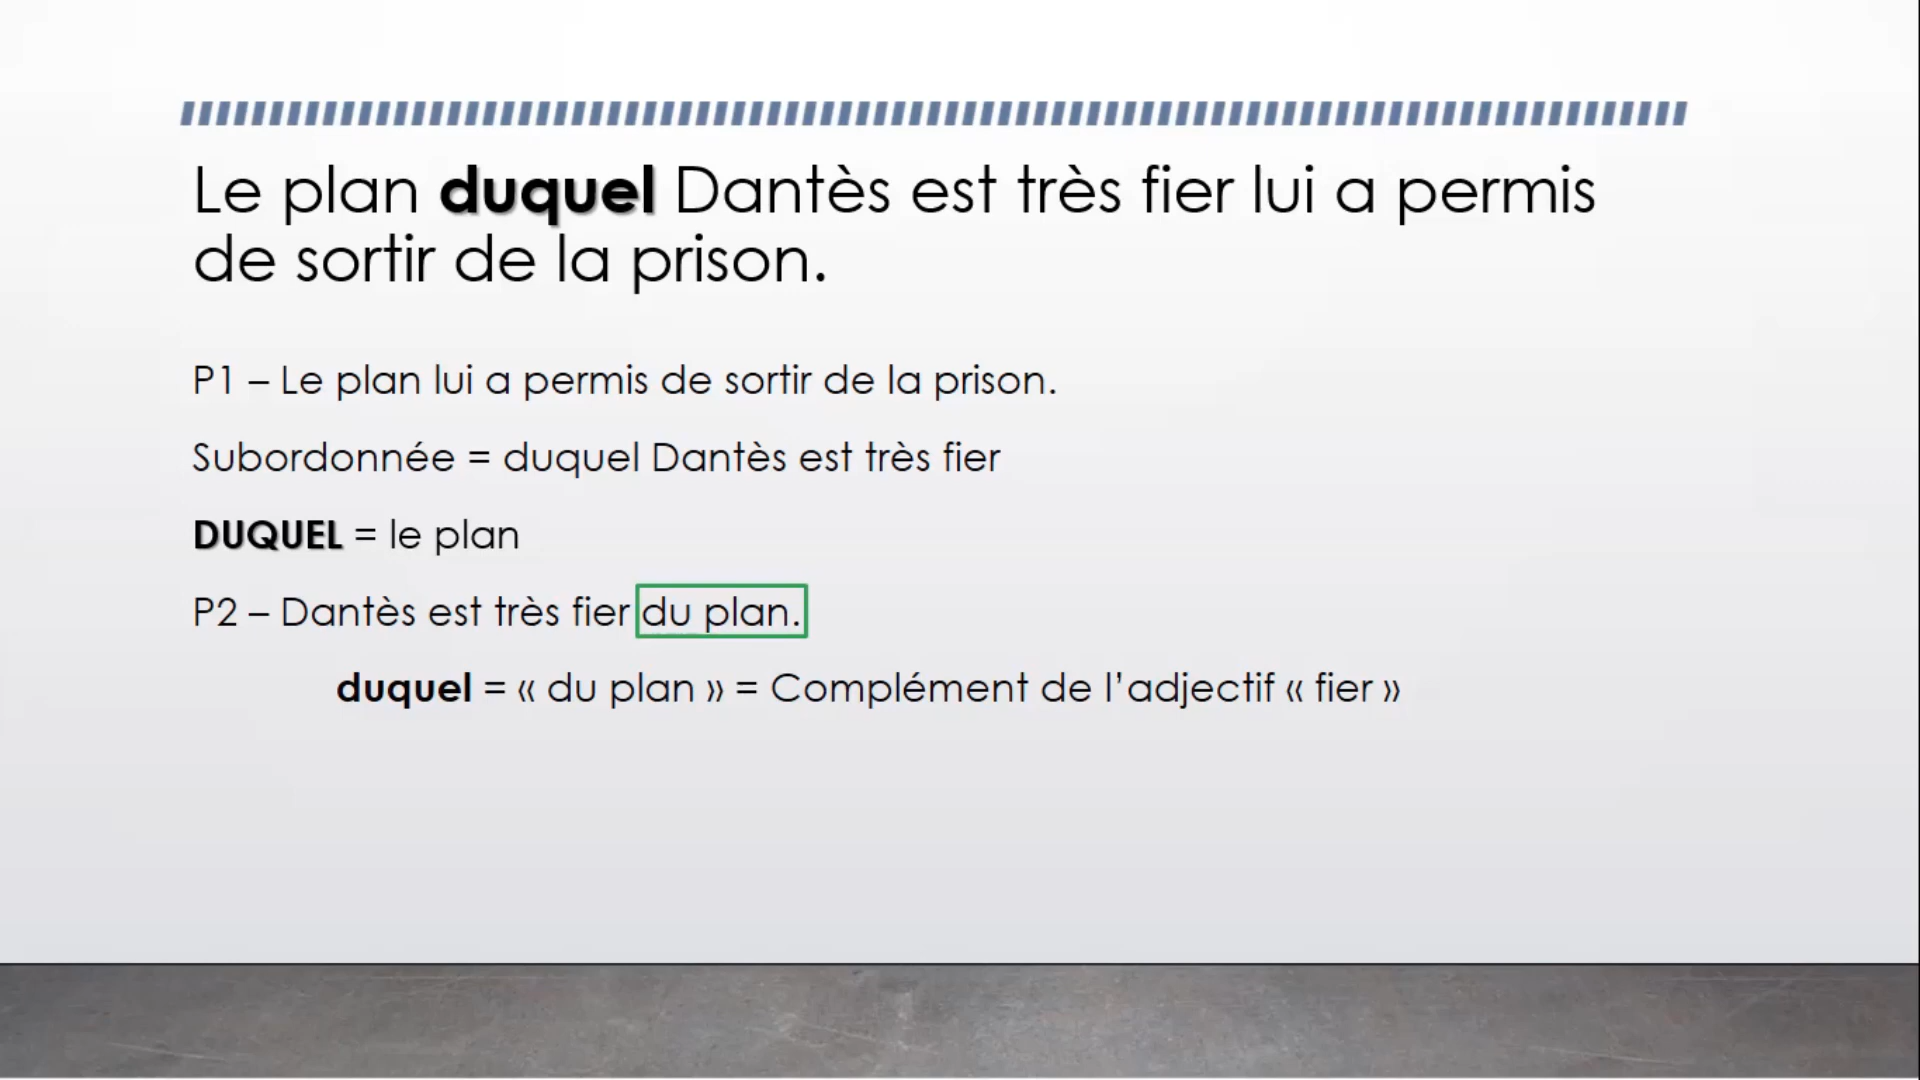 Le plan duquel Dantès est très fier lui a permis
de sortir de la prison.
P1 – Le plan lui a permis de sortir de la prison.
Subordonnée = duquel Dantès est très fier
DUQUEL = le plan
P2 – Dantès est très fier du plan.
duquel = « du plan » = Complément de l’adjectif « fier »